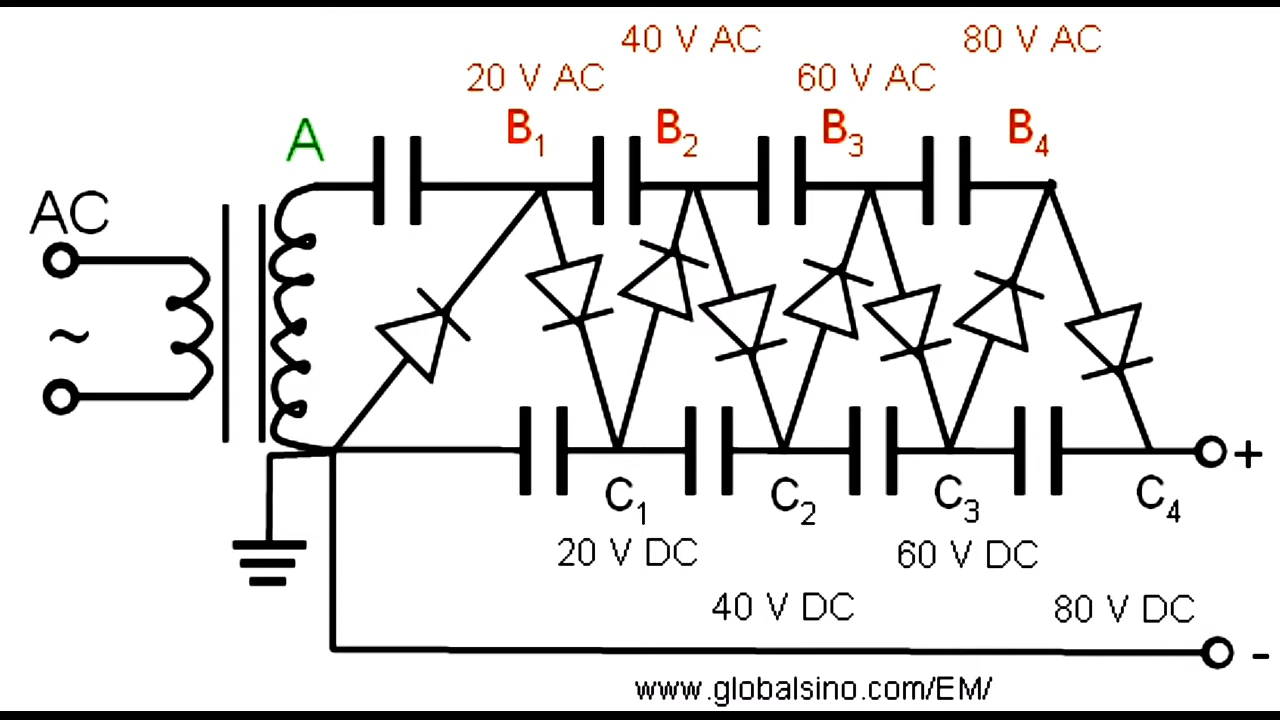 40 V AC 80 V AC
20 V AC 60 V AC
A B1 B2 B3 B4
AC
~
+
C1 C2 C3 C4
20 V DC 60 V DC
40 V DC 80 V DC
-
www.globalsino.com/EM/